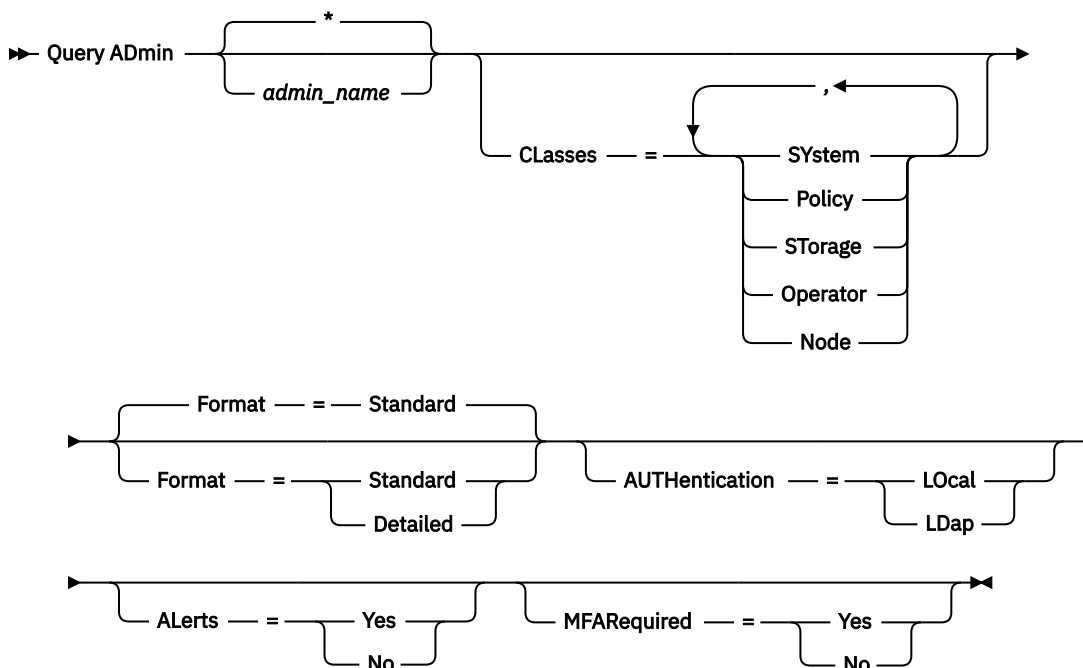 *
Query ADmin
admin_name
,
CLasses = SYstem
Policy
STorage
Operator
Node
Format = Standard
Format = Standard
Detailed
AUTHentication = LOcal
LDap
ALerts = Yes
No
MFARequired = Yes
No